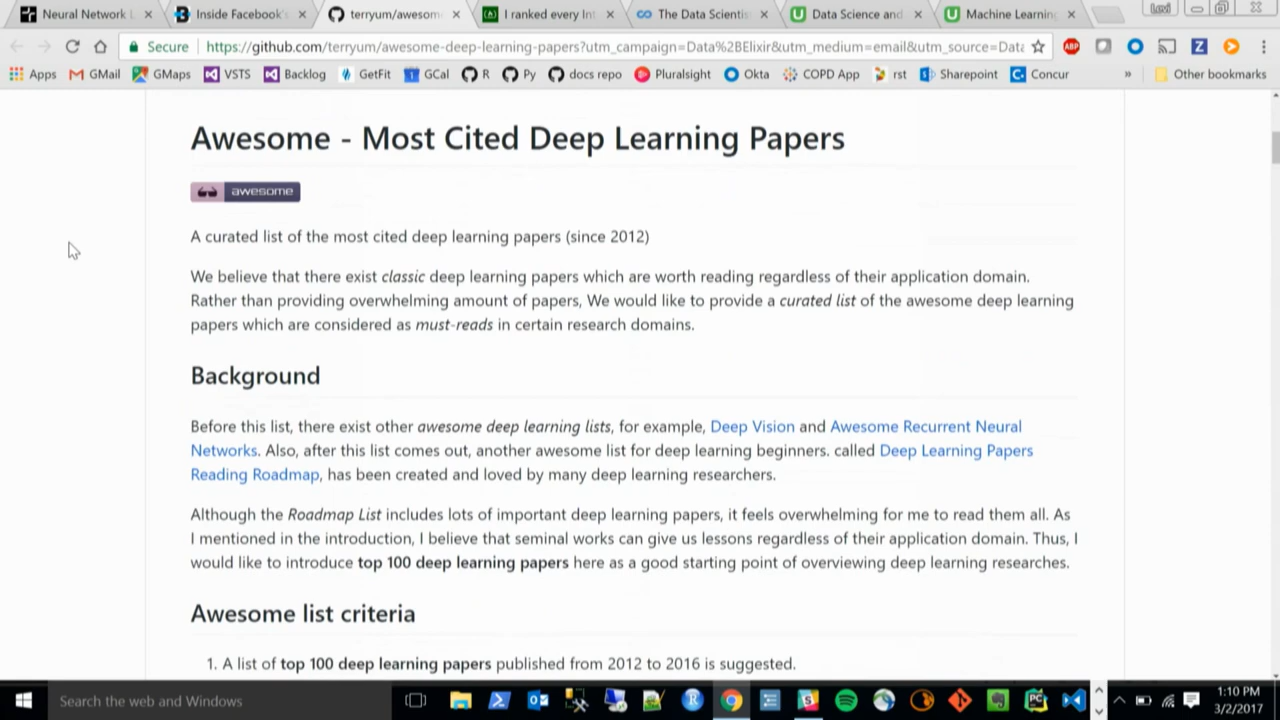 Neural Network L
Inside Facebook's
terryum/awesom
I ranked every Int
The Data Scientis
Data Science and
Machine Learning
Levi
Secure
https://github.com/terryum/awesome-deep-learning-papers?utm_campaign=Data%2BElixir&utm_medium=email&utm_source=Data
ABP
Z
Apps GMail GMaps VSTS Backlog GetFit GCal R Py docs repo Pluralsight Okta COPD App rst Sharepoint Concur » Other bookmarks
Awesome - Most Cited Deep Learning Papers
awesome
A curated list of the most cited deep learning papers (since 2012)
We believe that there exist classic deep learning papers which are worth reading regardless of their application domain.
Rather than providing overwhelming amount of papers, We would like to provide a curated list of the awesome deep learning
papers which are considered as must-reads in certain research domains.
Background
Before this list, there exist other awesome deep learning lists, for example, Deep Vision and Awesome Recurrent Neural
Networks. Also, after this list comes out, another awesome list for deep learning beginners. called Deep Learning Papers
Reading Roadmap, has been created and loved by many deep learning researchers.
Although the Roadmap List includes lots of important deep learning papers, it feels overwhelming for me to read them all. As
I mentioned in the introduction, I believe that seminal works can give us lessons regardless of their application domain. Thus, I
would like to introduce top 100 deep learning papers here as a good starting point of overviewing deep learning researches.
Awesome list criteria
1. A list of top 100 deep learning papers published from 2012 to 2016 is suggested.
Search the web and Windows
1:10 PM
3/2/2017